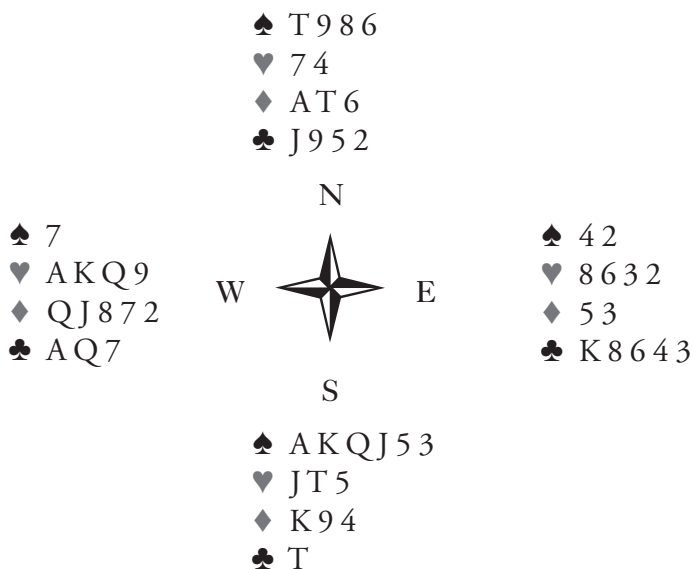 ♠ T 9 8 6
♥ 7 4
♦ A T 6
♣ J 9 5 2
N
♠ 7
♥ A K Q 9
♦ Q J 8 7 2
♣ A Q 7
W
E
♠ 4 2
♥ 8 6 3 2
♦ 5 3
♣ K 8 6 4 3
S
♠ A K Q J 5 3
♥ J T 5
♦ K 9 4
♣ T